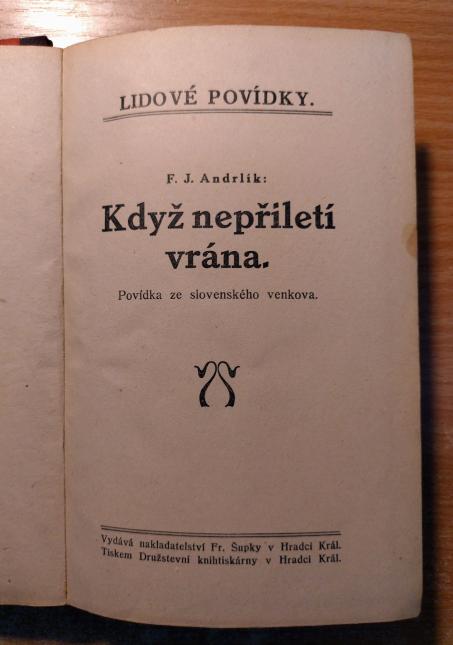 LIDOVÉ POVÍDKY.
F. J. Andrlík:
Když nepřiletí
vrána.
Povídka ze slovenského venkova.
Vydává nakladatelství Fr. Šupky v Hradci Král.
Tiskem Družstevní knihtiskárny v Hradci Král.